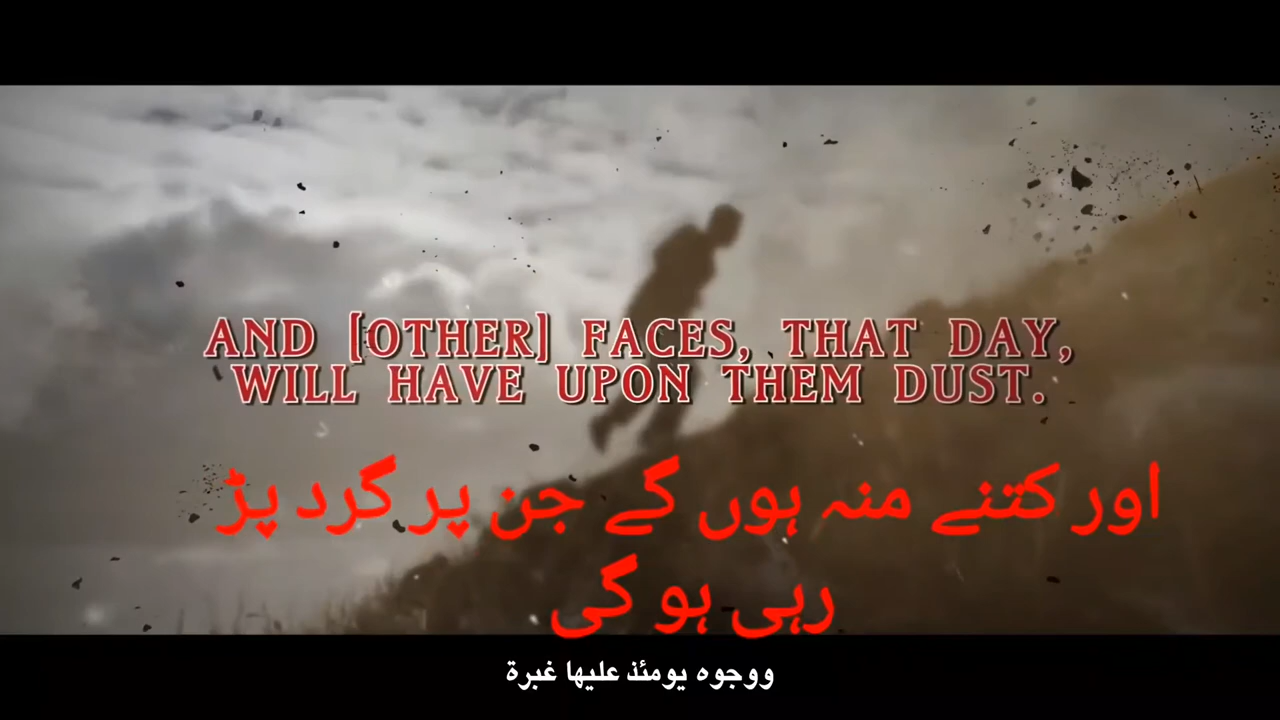 AND [OTHER] FACES, THAT DAY,
WILL HAVE UPON THEM DUST.
اور کتنے منہ ہوں گے جن پر گرد پڑ
رہی ہو گی
ووجوه يومئذ عليها غبرة